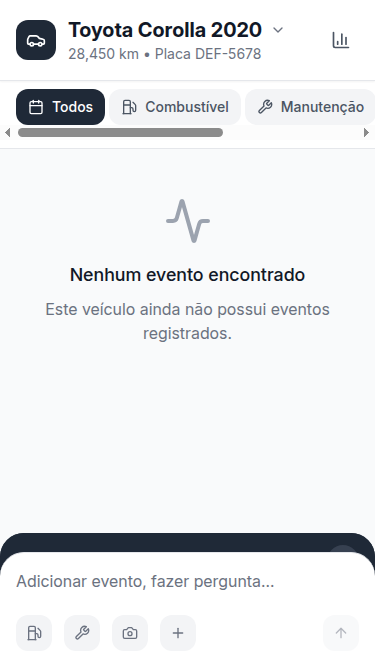 Toyota Corolla 2020
28,450 km • Placa DEF-5678
Todos
Combustível
Manutenção
Nenhum evento encontrado
Este veículo ainda não possui eventos
registrados.
Adicionar evento, fazer pergunta...